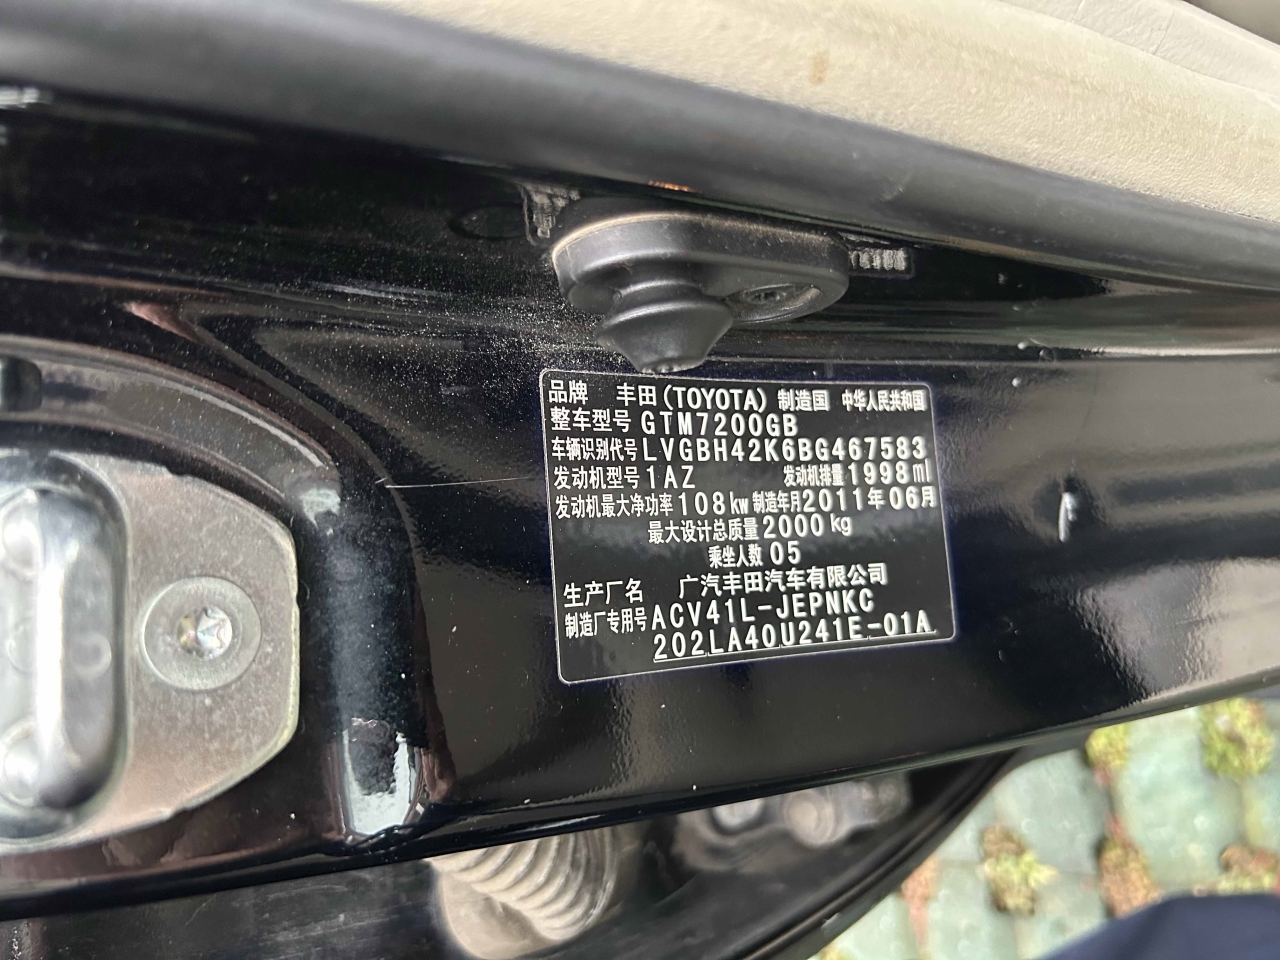 品牌 丰田(TOYOTA) 制造国 中华人民共和国
整车型号 GTM7200GB
车辆识别代号 LVGBH42K6BG467583
发动机型号 1AZ 发动机排量 1998ml
发动机最大净功率 108kw 制造年月 2011年06月
最大设计总质量 2000kg
乘坐人数 05
生产厂名 广汽丰田汽车有限公司
制造厂专用号 ACV41L-JEPNKC
202LA40U241E-01A